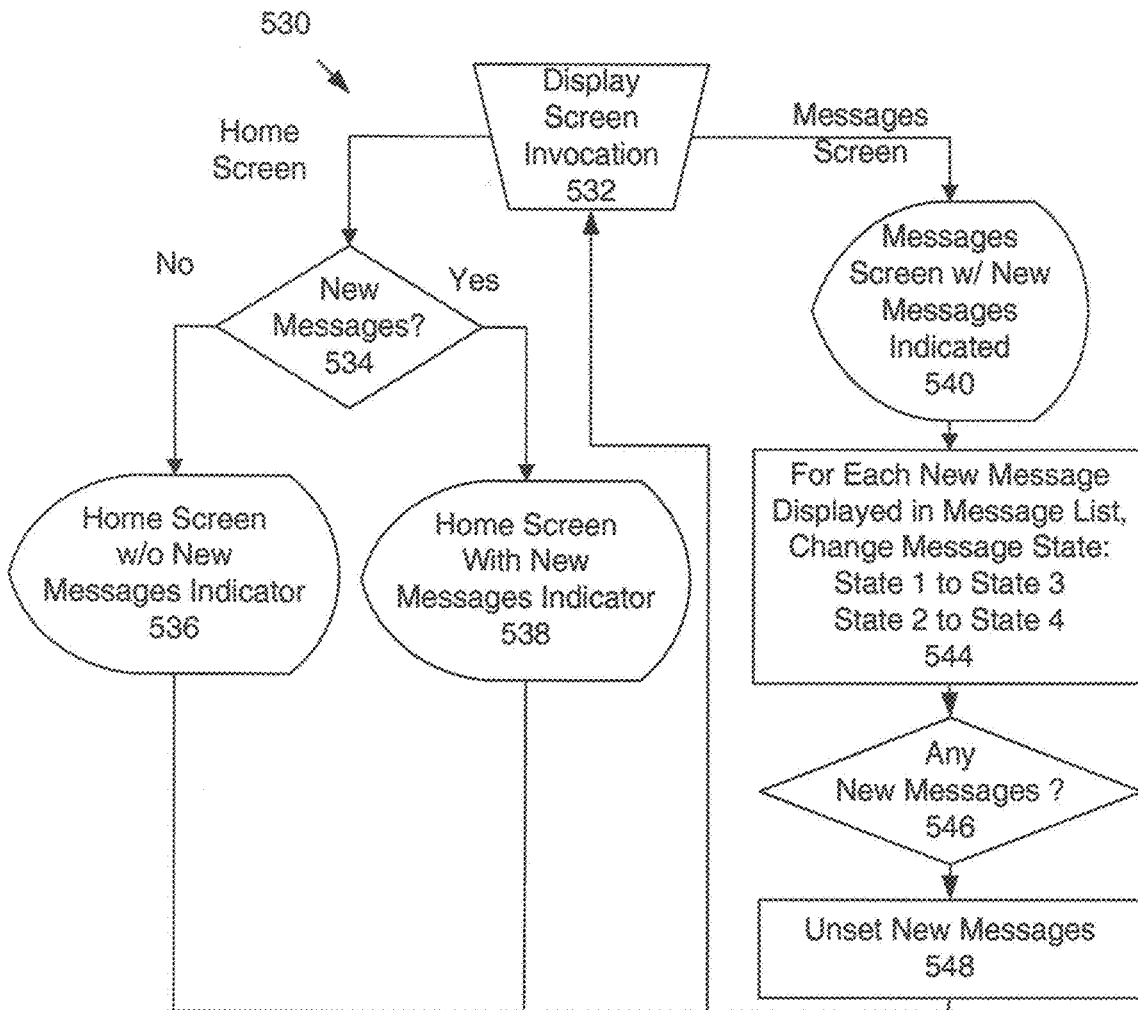 530
Display
Screen
Invocation
532
Home
Screen
Messages
Screen
No
Yes
New
Messages?
534
Messages
Screen w/ New
Messages
Indicated
540
Home Screen
w/o New
Messages Indicator
536
Home Screen
With New
Messages Indicator
538
For Each New Message
Displayed in Message List,
Change Message State:
State 1 to State 3
State 2 to State 4
544
Any
New Messages ?
546
Unset New Messages
548